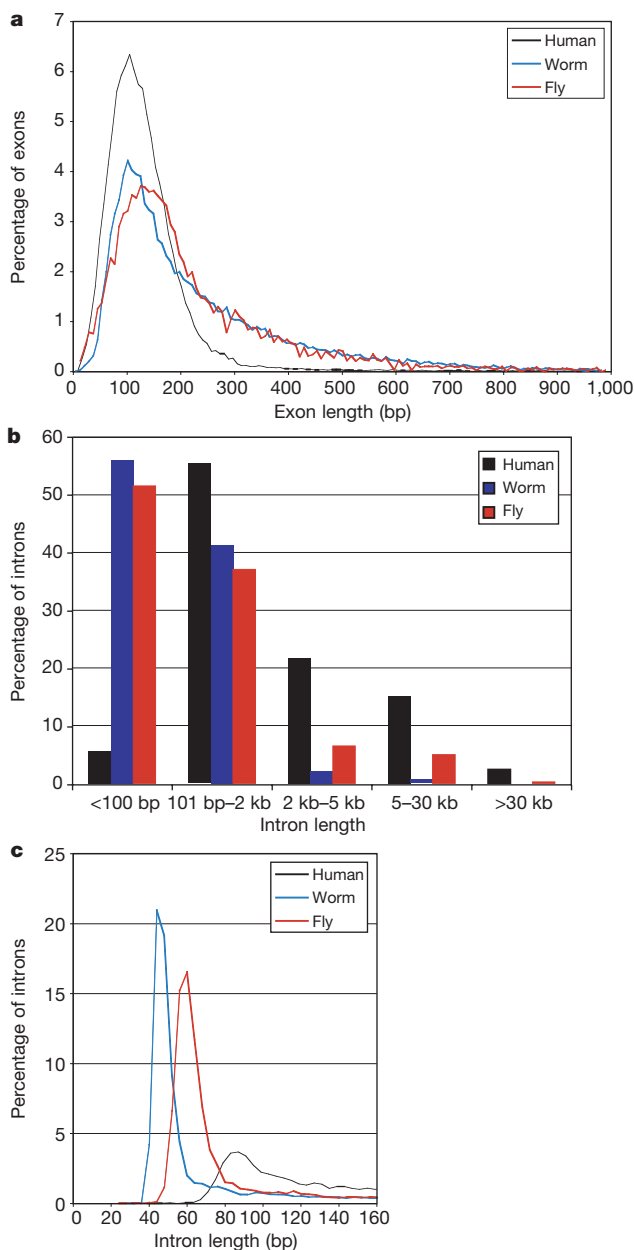 a
7
6
5
4
3
2
1
0
Percentage of exons
Human
Worm
Fly
0 100 200 300 400 500 600 700 800 900 1,000
Exon length (bp)
b
60
50
40
30
20
10
0
Percentage of introns
Human
Worm
Fly
<100 bp 101 bp–2 kb 2 kb–5 kb 5–30 kb >30 kb
Intron length
c
25
20
15
10
5
0
Percentage of introns
Human
Worm
Fly
0 20 40 60 80 100 120 140 160
Intron length (bp)